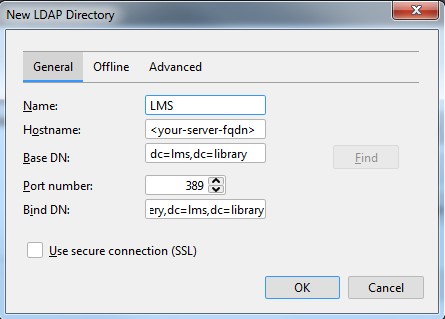 New LDAP Directory
General Offline Advanced
Name: LMS
Hostname: <your-server-fqdn>
Base DN: dc=lms,dc=library Find
Port number: 389
Bind DN: ery,dc=lms,dc=library
Use secure connection (SSL)
OK Cancel